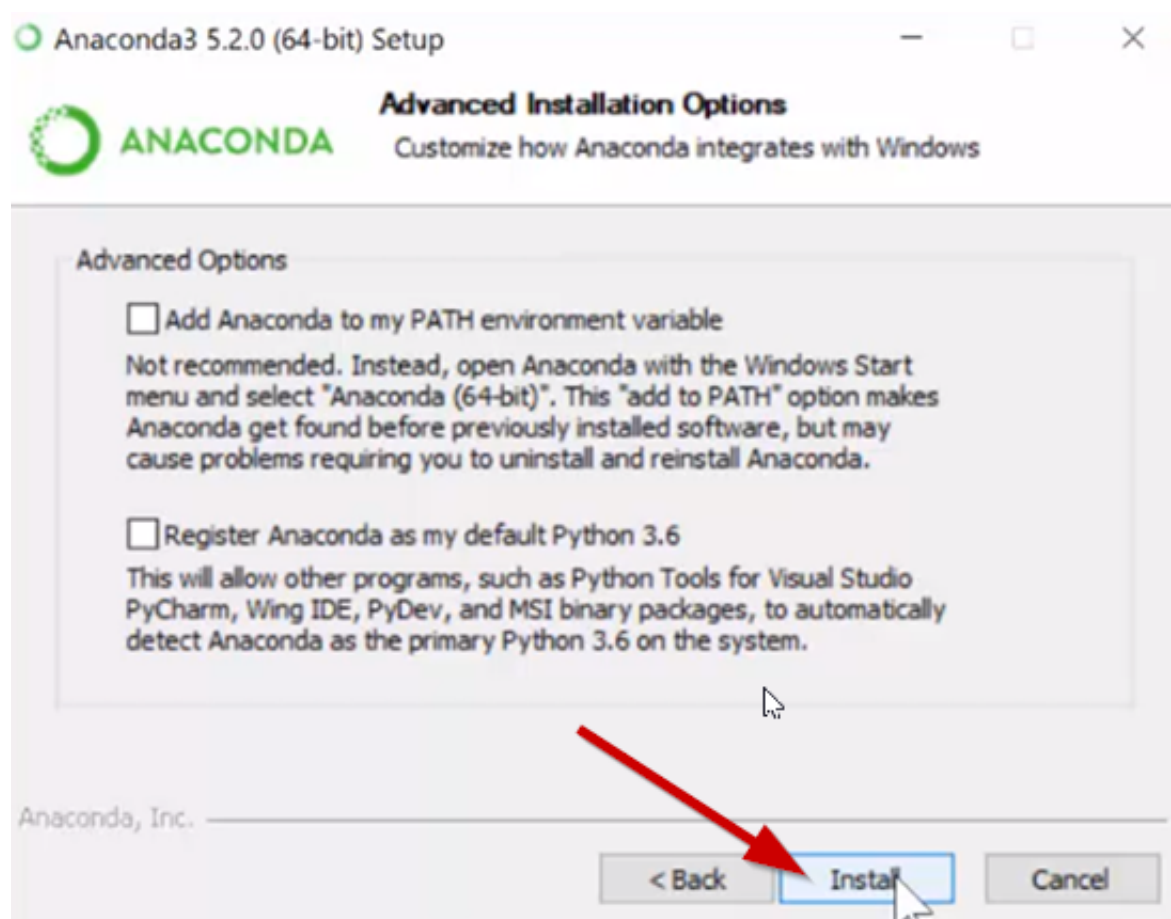 Anaconda3 5.2.0 (64-bit) Setup
ANACONDA
Advanced Installation Options
Customize how Anaconda integrates with Windows
Advanced Options
Add Anaconda to my PATH environment variable
Not recommended. Instead, open Anaconda with the Windows Start
menu and select "Anaconda (64-bit)". This "add to PATH" option makes
Anaconda get found before previously installed software, but may
cause problems requiring you to uninstall and reinstall Anaconda.
Register Anaconda as my default Python 3.6
This will allow other programs, such as Python Tools for Visual Studio
PyCharm, Wing IDE, PyDev, and MSI binary packages, to automatically
detect Anaconda as the primary Python 3.6 on the system.
Anaconda, Inc.
< Back
Install
Cancel